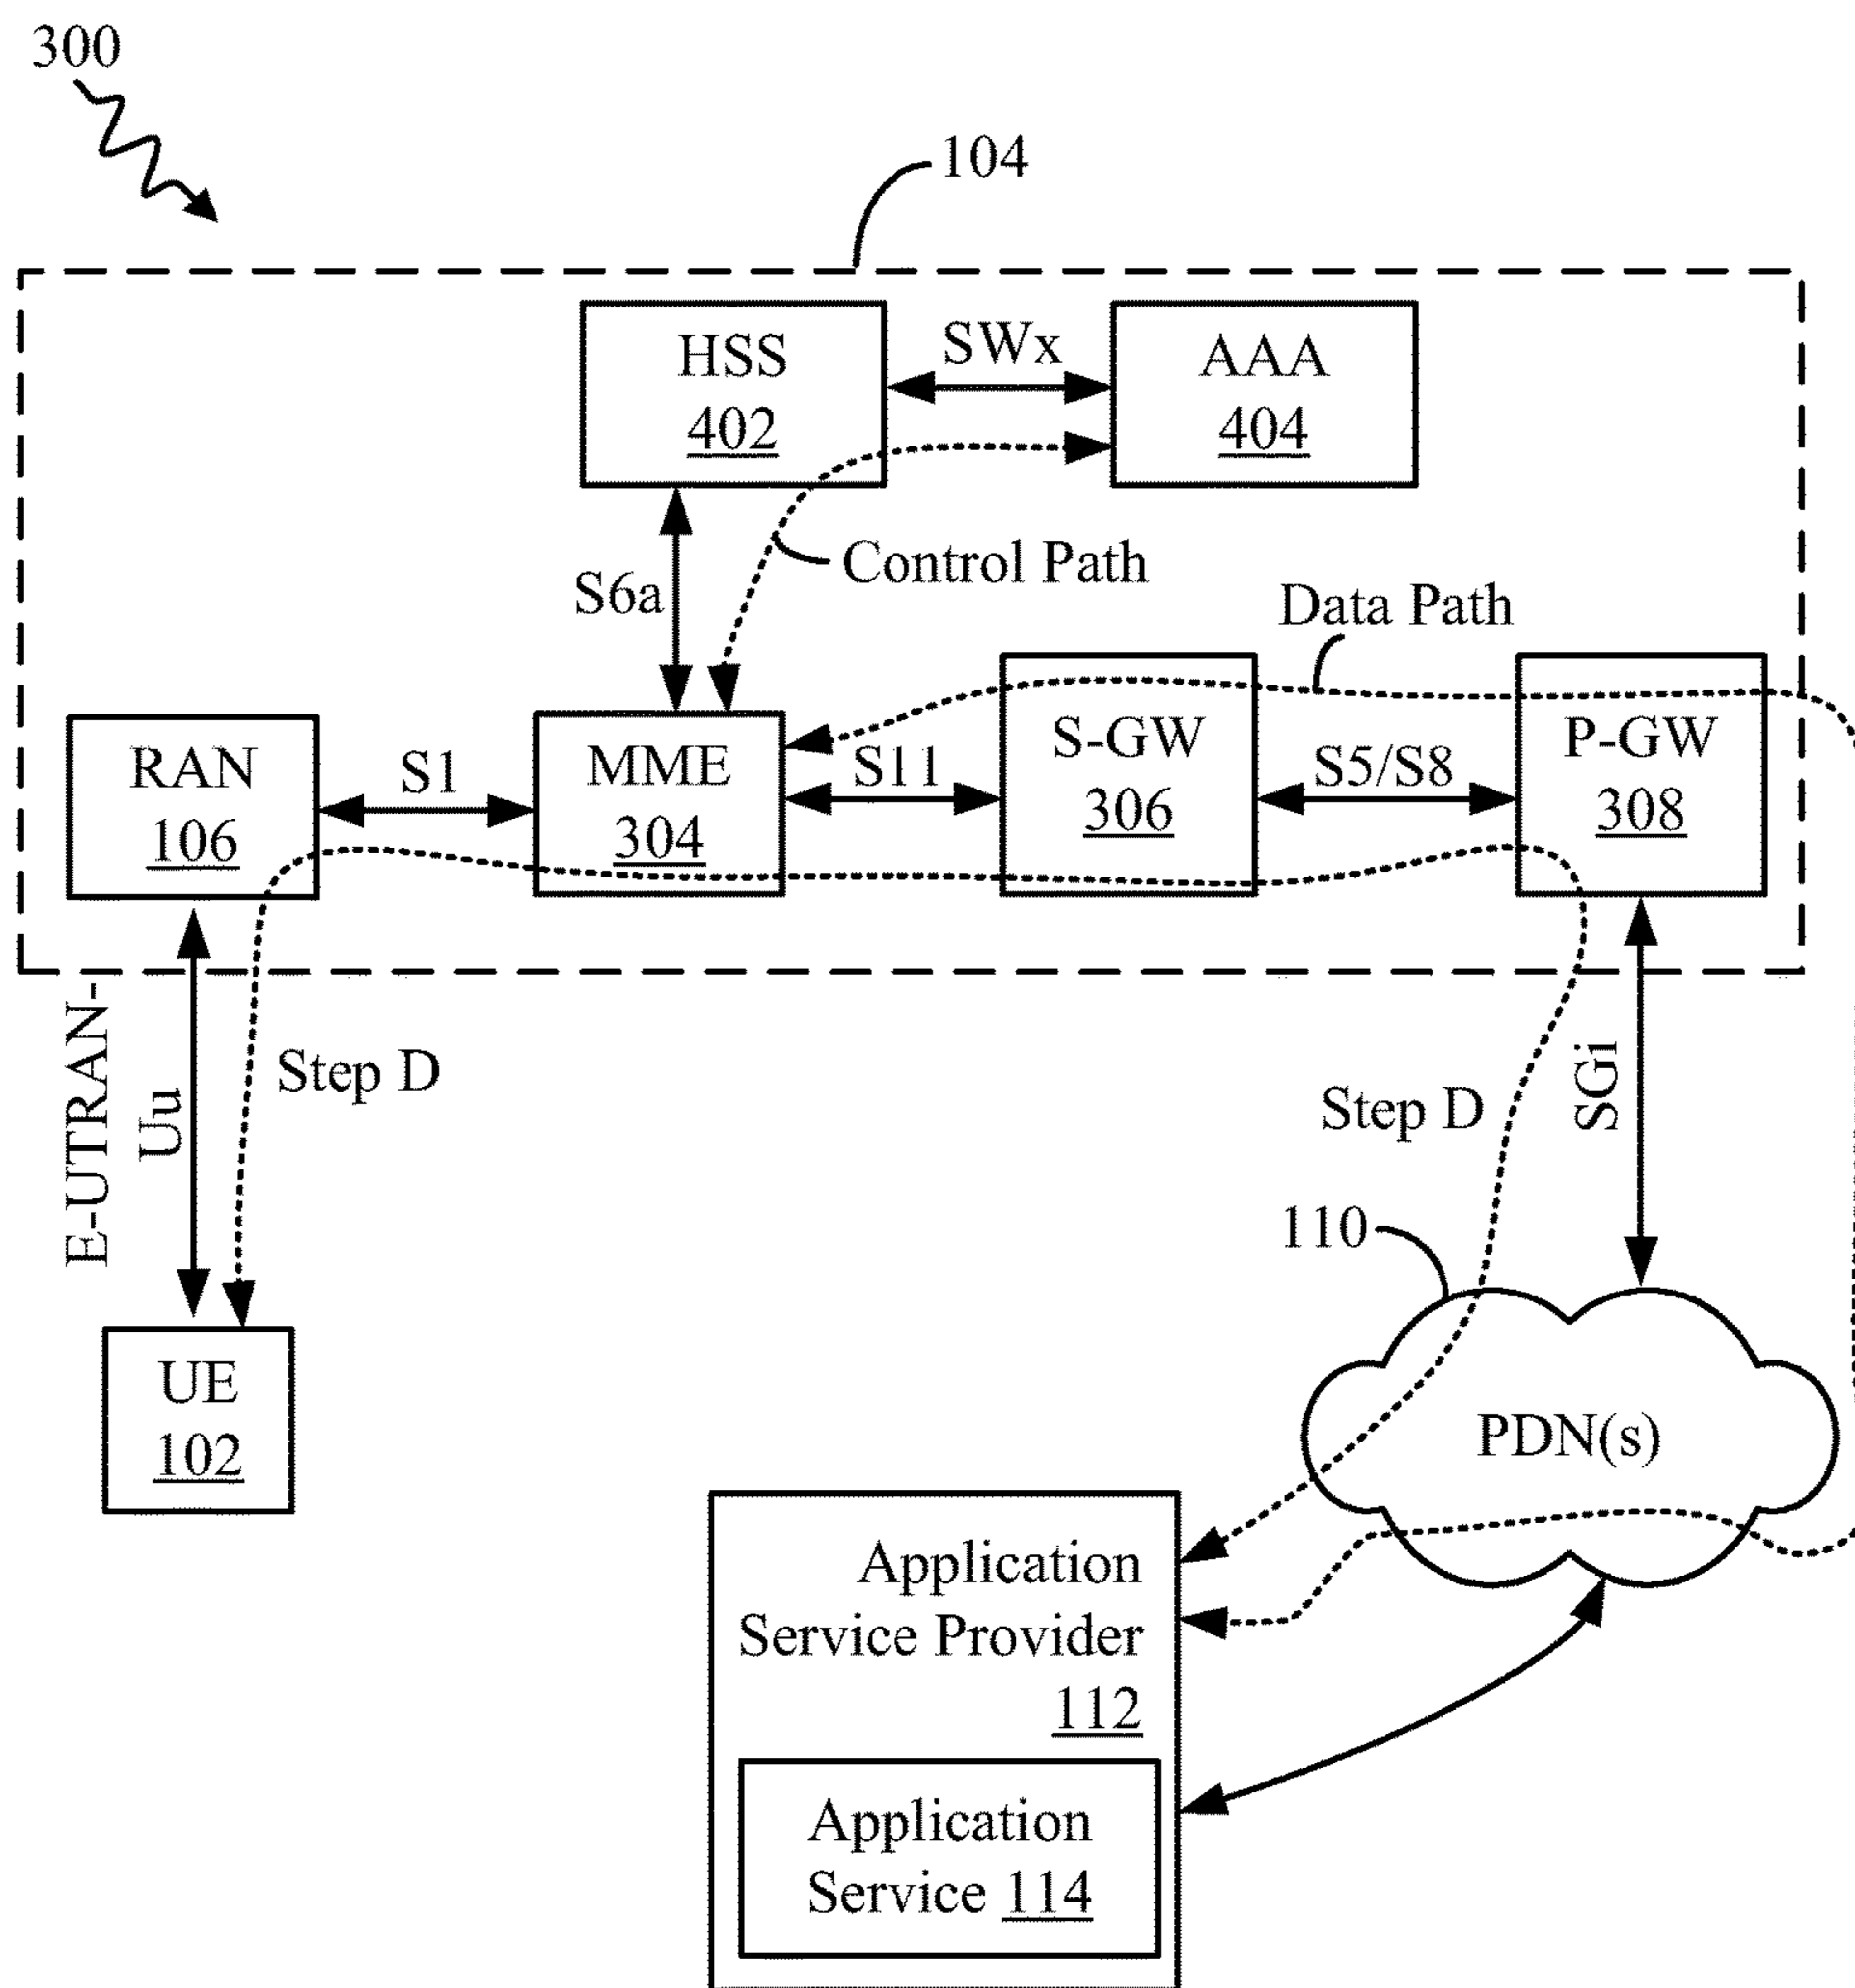 300
104
HSS
402
SWx
AAA
404
Control Path
S6a
Data Path
RAN
106
S1
MME
304
S11
S-GW
306
S5/S8
P-GW
308
E-UTRAN-
Uu
Step D
Step D
SGi
110
UE
102
PDN(s)
Application
Service Provider
112
Application
Service 114